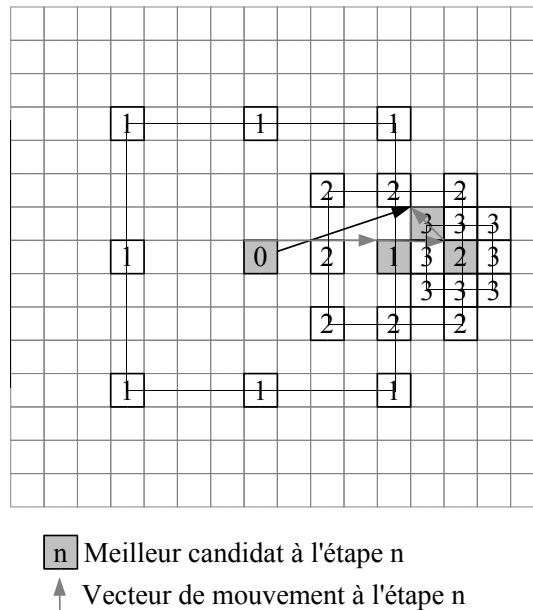 1 1 1
2 2 2
3 3 3
1 0 2 1 3 2 3
3 3 3
2 2 2
1 1 1
n Meilleur candidat à l'étape n
Vecteur de mouvement à l'étape n